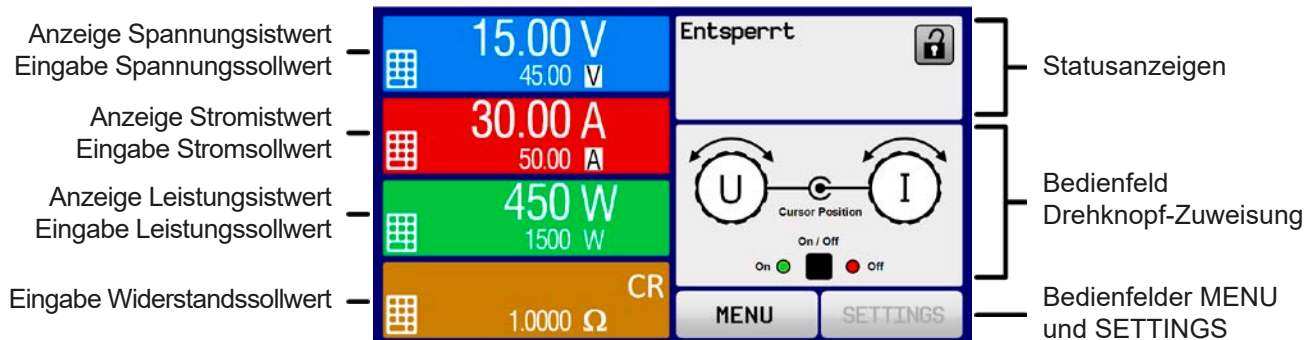 Anzeige Spannungsistwert
Eingabe Spannungssollwert
Anzeige Stromistwert
Eingabe Stromsollwert
Anzeige Leistungsistwert
Eingabe Leistungssollwert
Eingabe Widerstandssollwert
15.00 V
45.00 V
30.00 A
50.00 A
450 W
1500 W
CR
1.0000 Ω
Entsperrt
U
I
Cursor Position
On / Off
On
Off
MENU
SETTINGS
Statusanzeigen
Bedienfeld
Drehknopf-Zuweisung
Bedienfelder MENU
und SETTINGS